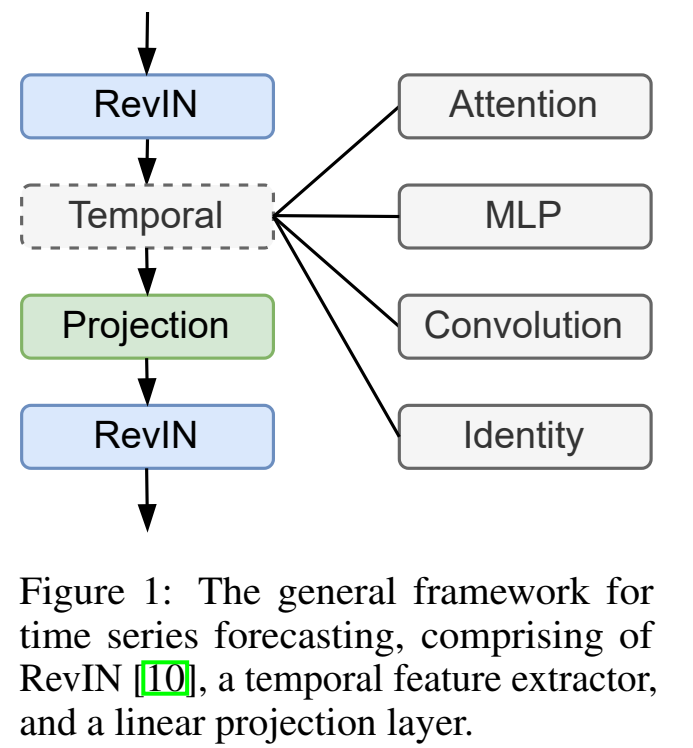 RevIN
Attention
Temporal
MLP
Projection
Convolution
RevIN
Identity
Figure 1: The general framework for
time series forecasting, comprising of
RevIN [10], a temporal feature extractor,
and a linear projection layer.